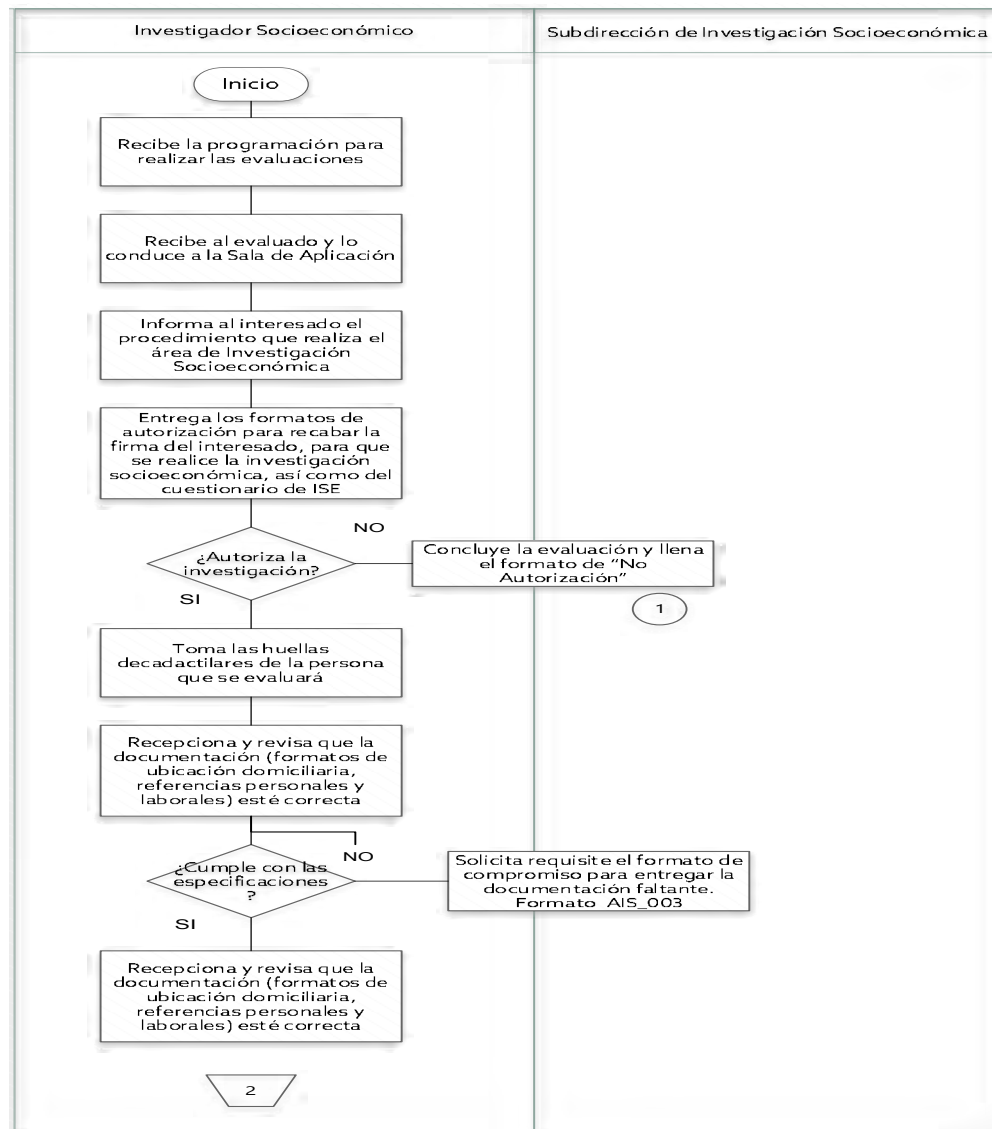 Investigador Socioeconómico
Subdirección de Investigación Socioeconómica
Inicio
Recibe la programación para
realizar las evaluaciones
Recibe al evaluado y lo
conduce a la Sala de Aplicación
Informa al interesado el
procedimiento que realiza el
área de Investigación
Socioeconómica
Entrega los formatos de
autorización para recabar la
firma del interesado, para que
se realice la investigación
socioeconómica, así como del
cuestionario de ISE
NO
¿Autoriza la
investigación?
Concluye la evaluación y llena
el formato de “No
Autorización”
SI
1
Toma las huellas
decadactilares de la persona
que se evaluará
Recepciona y revisa que la
documentación (formatos de
ubicación domiciliaria,
referencias personales y
laborales) esté correcta
NO
¿Cumple con las
especificaciones
?
Solicita requisite el formato de
compromiso para entregar la
documentación faltante.
Formato AIS_003
SI
Recepciona y revisa que la
documentación (formatos de
ubicación domiciliaria,
referencias personales y
laborales) esté correcta
2